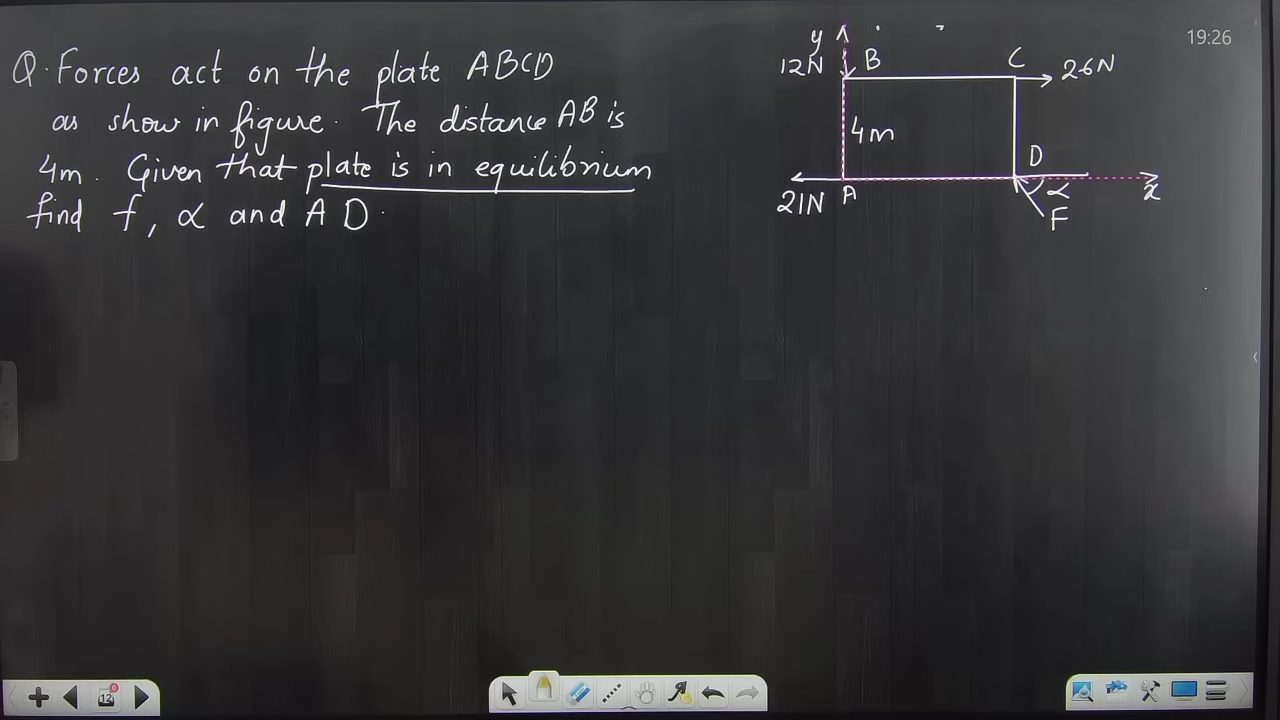 Q. Forces act on the plate ABCD
as show in figure. The distance AB is
4m. Given that plate is in equilibrium
find f, α and A D.
19:26
y
12N B C 26N
4m
D
21N A α x
F
12